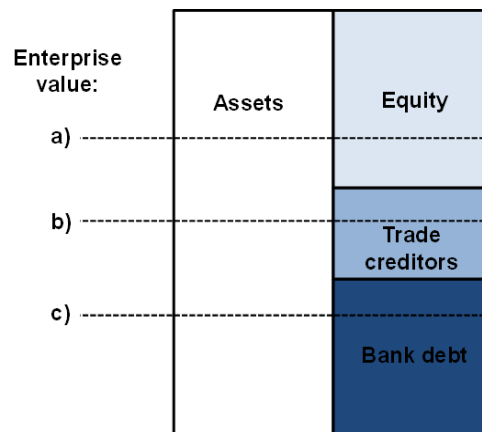 Enterprise
value:
Assets
Equity
a)
b)
Trade
creditors
c)
Bank debt